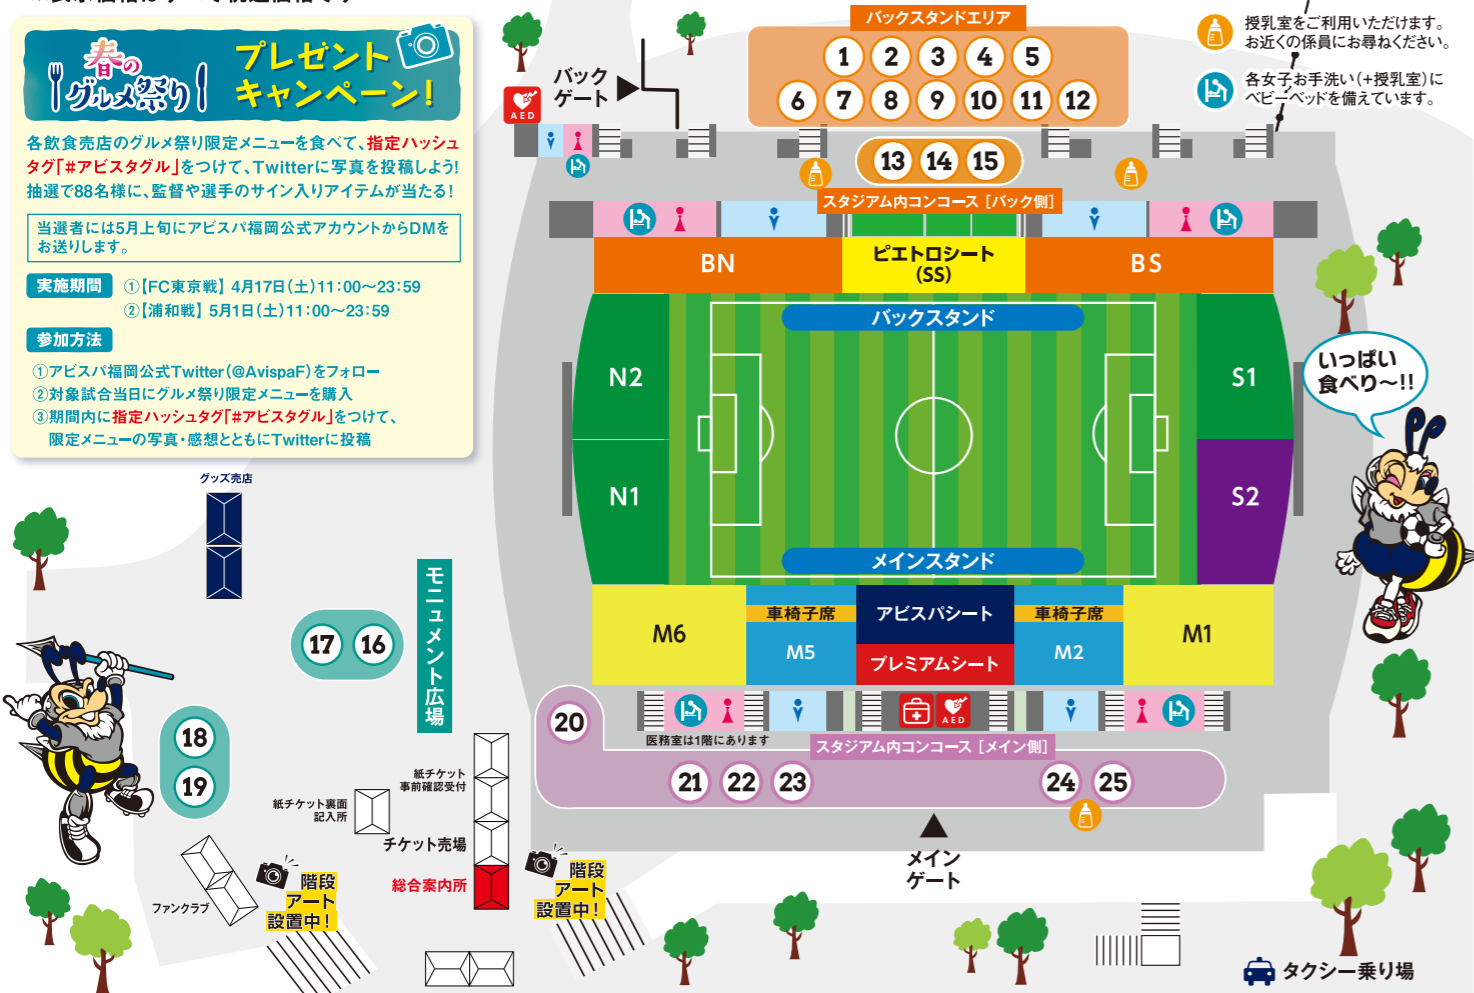 春の
グルメ祭り
プレゼント
キャンペーン!
各飲食売店のグルメ祭り限定メニューを食べて、指定ハッシュ
タグ「#アビスタグル」をつけて、Twitterに写真を投稿しよう!
抽選で88名様に、監督や選手のサイン入りアイテムが当たる!
当選者には5月上旬にアビスパ福岡公式アカウントからDMを
お送りします。
実施期間
①【FC東京戦】 4月17日(土)11:00〜23:59
②【浦和戦】 5月1日(土)11:00〜23:59
参加方法
①アビスパ福岡公式Twitter(@AvispaF)をフォロー
②対象試合当日にグルメ祭り限定メニューを購入
③期間内に指定ハッシュタグ「#アビスタグル」をつけて、
限定メニューの写真・感想とともにTwitterに投稿
バックスタンドエリア
1 2 3 4 5
6 7 8 9 10 11 12
バック
ゲート
AED
授乳室をご利用いただけます。
お近くの係員にお尋ねください。
各女子お手洗い(+授乳室)に
ベビーベッドを備えています。
13 14 15
スタジアム内コンコース [バック側]
BN
ピエトロシート
(SS)
BS
バックスタンド
N2
S1
N1
S2
メインスタンド
いっぱい
食べり〜!!
M6
車椅子席
M5
アビスパシート
プレミアムシート
車椅子席
M2
M1
AED
医務室は1階にあります
スタジアム内コンコース [メイン側]
20
21 22 23 24 25
メイン
ゲート
グッズ売店
モニュメント広場
17 16
18
19
紙チケット
事前確認受付
紙チケット裏面
記入所
チケット売場
総合案内所
ファンクラブ
階段
アート
設置中!
階段
アート
設置中!
タクシー乗り場